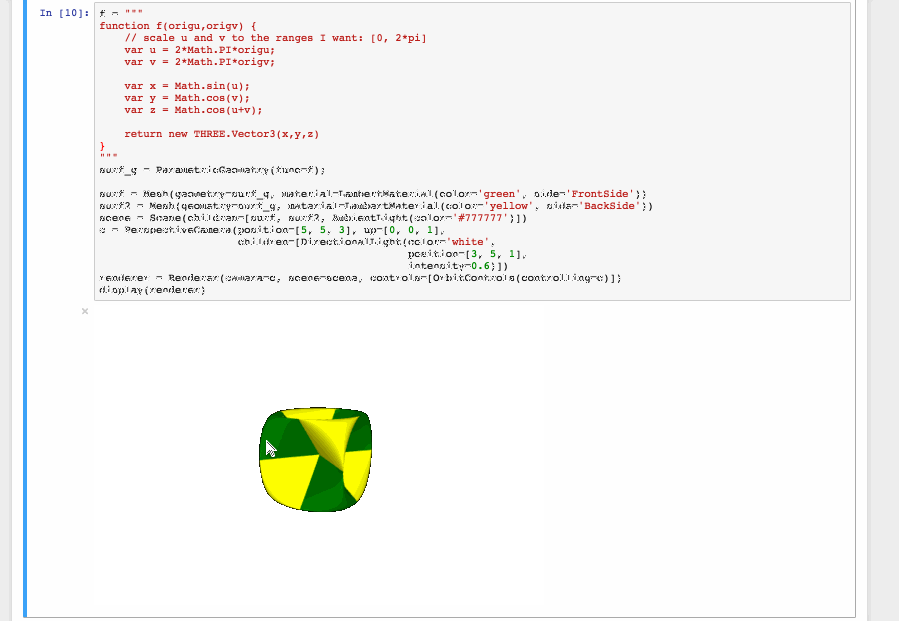 In [10]: f = """
function f(origu,origv) {
    // scale u and v to the ranges I want: [0, 2*pi]
    var u = 2*Math.PI*origu;
    var v = 2*Math.PI*origv;
    var x = Math.sin(u);
    var y = Math.cos(v);
    var z = Math.cos(u+v);
    return new THREE.Vector3(x,y,z)
}
"""
surf_g = ParametricGeometry(func=f);
surf = Mesh(geometry=surf_g, material=LambertMaterial(color='green', side='FrontSide'))
surf2 = Mesh(geometry=surf_g, material=LambertMaterial(color='yellow', side='BackSide'))
scene = Scene(children=[surf, surf2, AmbientLight(color='#777777')])
c = PerspectiveCamera(position=[5, 5, 3], up=[0, 0, 1],
                      children=[DirectionalLight(color='white',
                                                 position=[3, 5, 1],
                                                 intensity=0.6)])
renderer = Renderer(camera=c, scene=scene, controls=[OrbitControls(controlling=c)])
display(renderer)
×